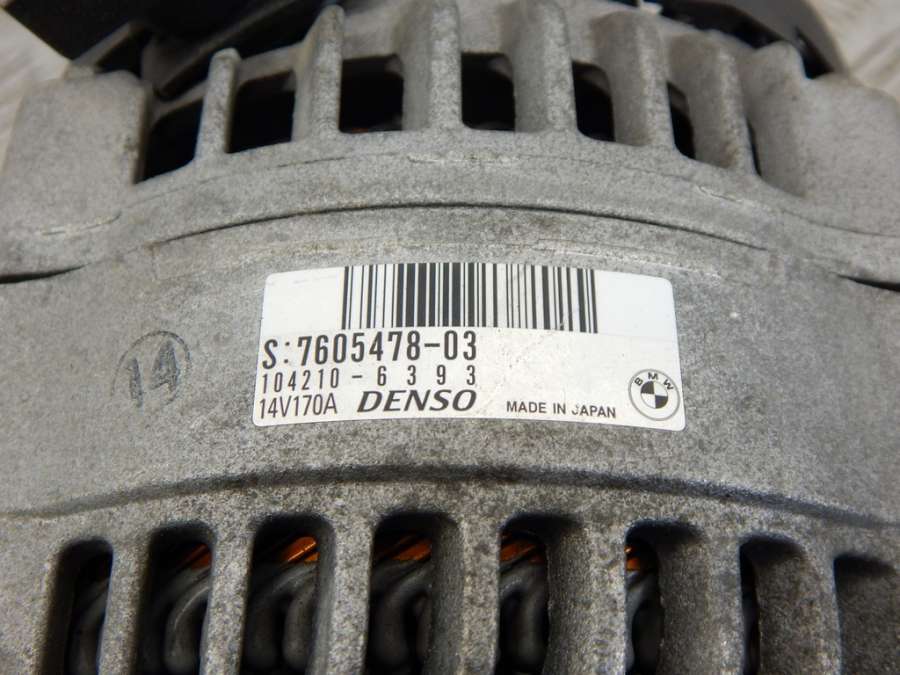 S:7605478-03
104210-6393
14V170A DENSO MADE IN JAPAN
BMW
14